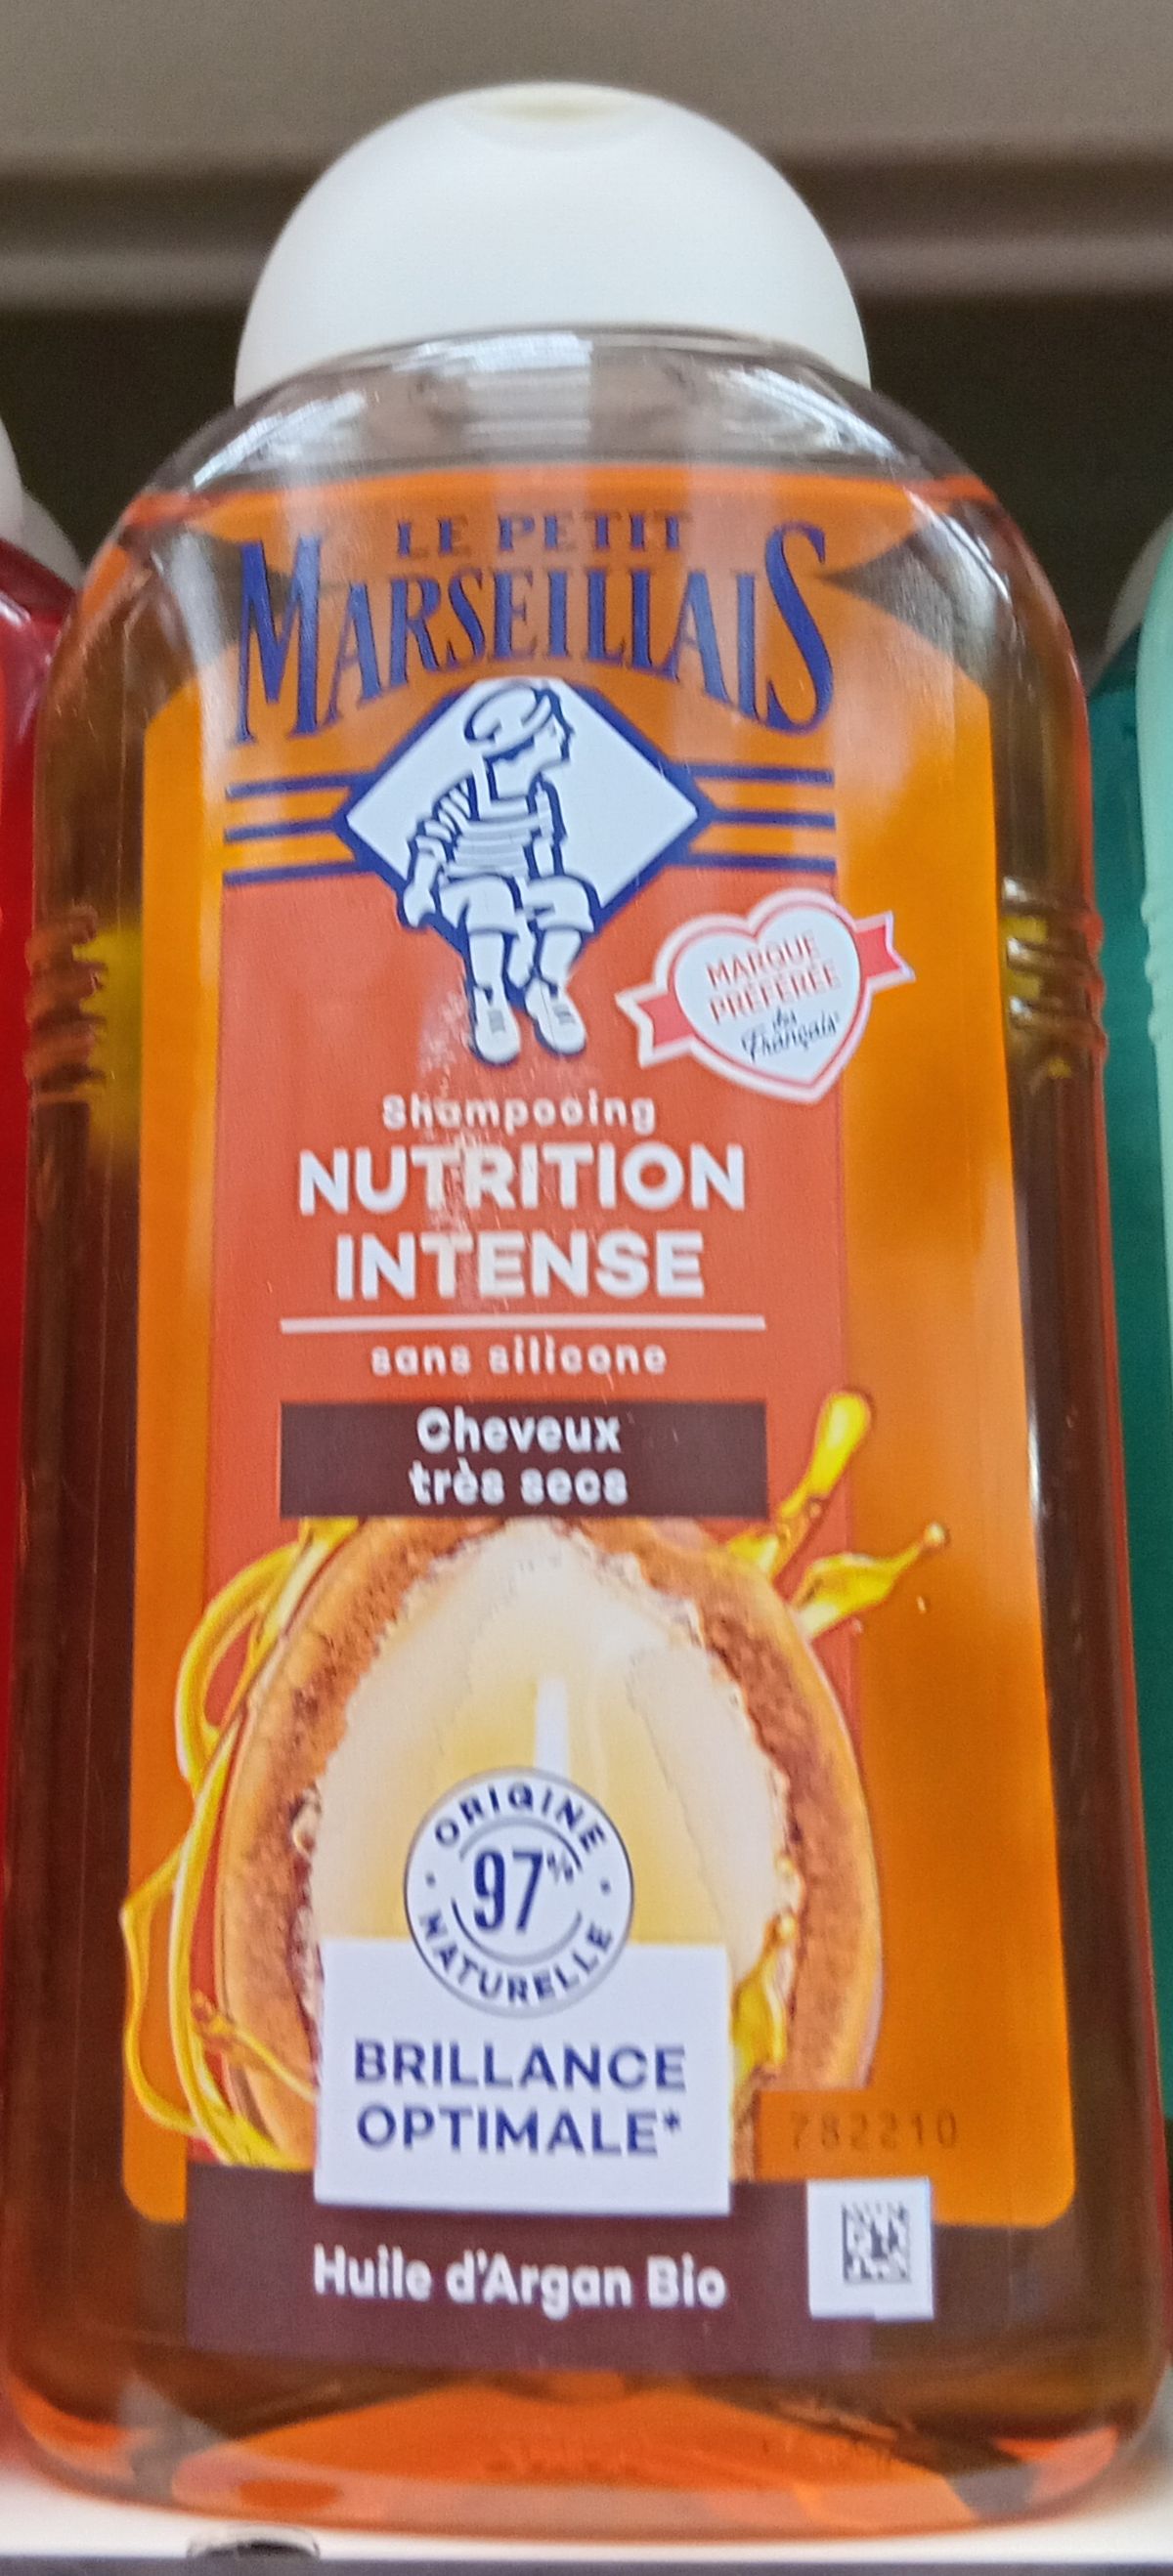 LE PETIT
MARSEILLAIS
MARQUE
PRÉFÉRÉE
des
Français
Shampooing
NUTRITION
INTENSE
sans silicone
Cheveux
très secs
ORIGINE
97%
NATURELLE
BRILLANCE
OPTIMALE*
782210
Huile d'Argan Bio